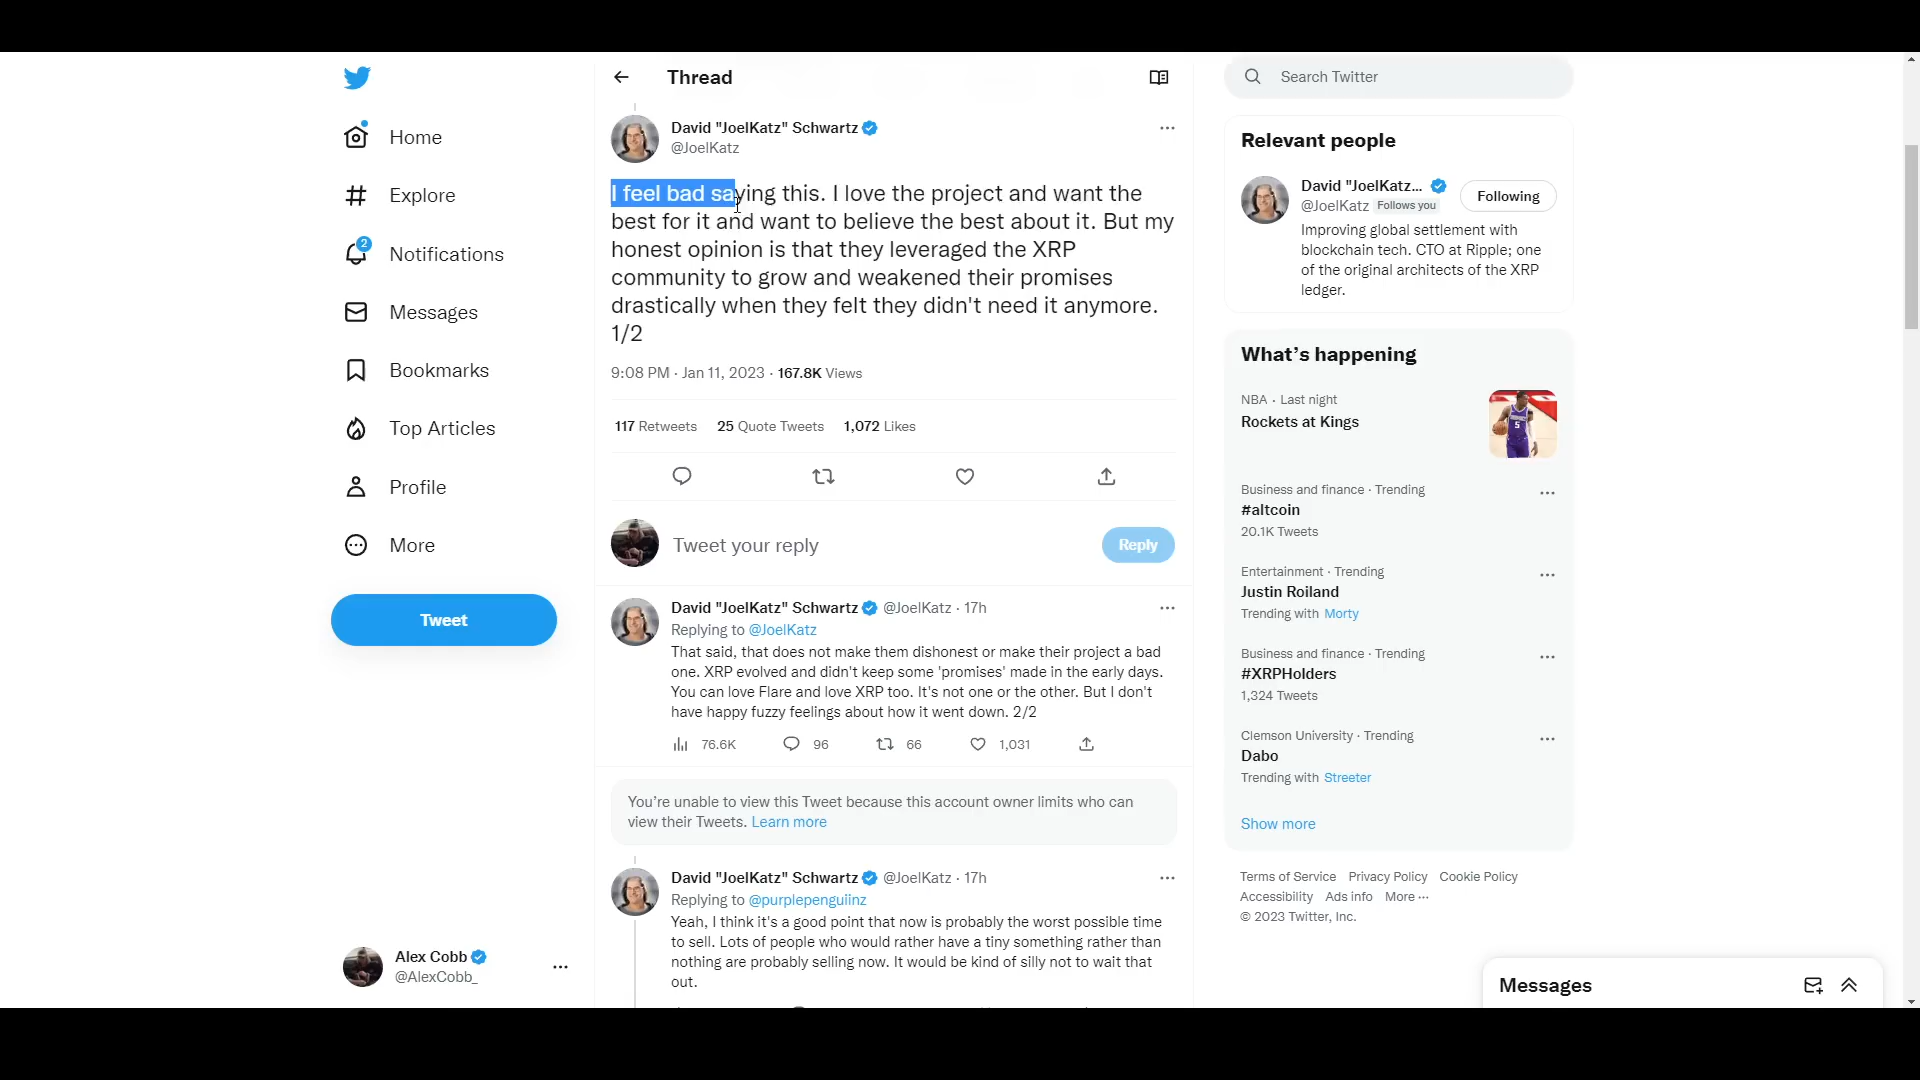 Home
Explore
2
Notifications
Messages
Bookmarks
Top Articles
Profile
More
Tweet
Alex Cobb
@AlexCobb_
Thread
David "JoelKatz" Schwartz
@JoelKatz
I feel bad saying this. I love the project and want the
best for it and want to believe the best about it. But my
honest opinion is that they leveraged the XRP
community to grow and weakened their promises
drastically when they felt they didn't need it anymore.
1/2
9:08 PM · Jan 11, 2023 · 167.8K Views
117 Retweets 25 Quote Tweets 1,072 Likes
Tweet your reply
Reply
David "JoelKatz" Schwartz @JoelKatz · 17h
Replying to @JoelKatz
That said, that does not make them dishonest or make their project a bad
one. XRP evolved and didn't keep some 'promises' made in the early days.
You can love Flare and love XRP too. It's not one or the other. But I don't
have happy fuzzy feelings about how it went down. 2/2
76.6K 96 66 1,031
You're unable to view this Tweet because this account owner limits who can
view their Tweets. Learn more
David "JoelKatz" Schwartz @JoelKatz · 17h
Replying to @purplepenguiinz
Yeah, I think it's a good point that now is probably the worst possible time
to sell. Lots of people who would rather have a tiny something rather than
nothing are probably selling now. It would be kind of silly not to wait that
out.
Search Twitter
Relevant people
David "JoelKatz...
@JoelKatz Follows you
Following
Improving global settlement with
blockchain tech. CTO at Ripple; one
of the original architects of the XRP
ledger.
What's happening
NBA · Last night
Rockets at Kings
Business and finance · Trending
#altcoin
20.1K Tweets
Entertainment · Trending
Justin Roiland
Trending with Morty
Business and finance · Trending
#XRPHolders
1,324 Tweets
Clemson University · Trending
Dabo
Trending with Streeter
Show more
Terms of Service Privacy Policy Cookie Policy
Accessibility Ads info More ···
© 2023 Twitter, Inc.
Messages